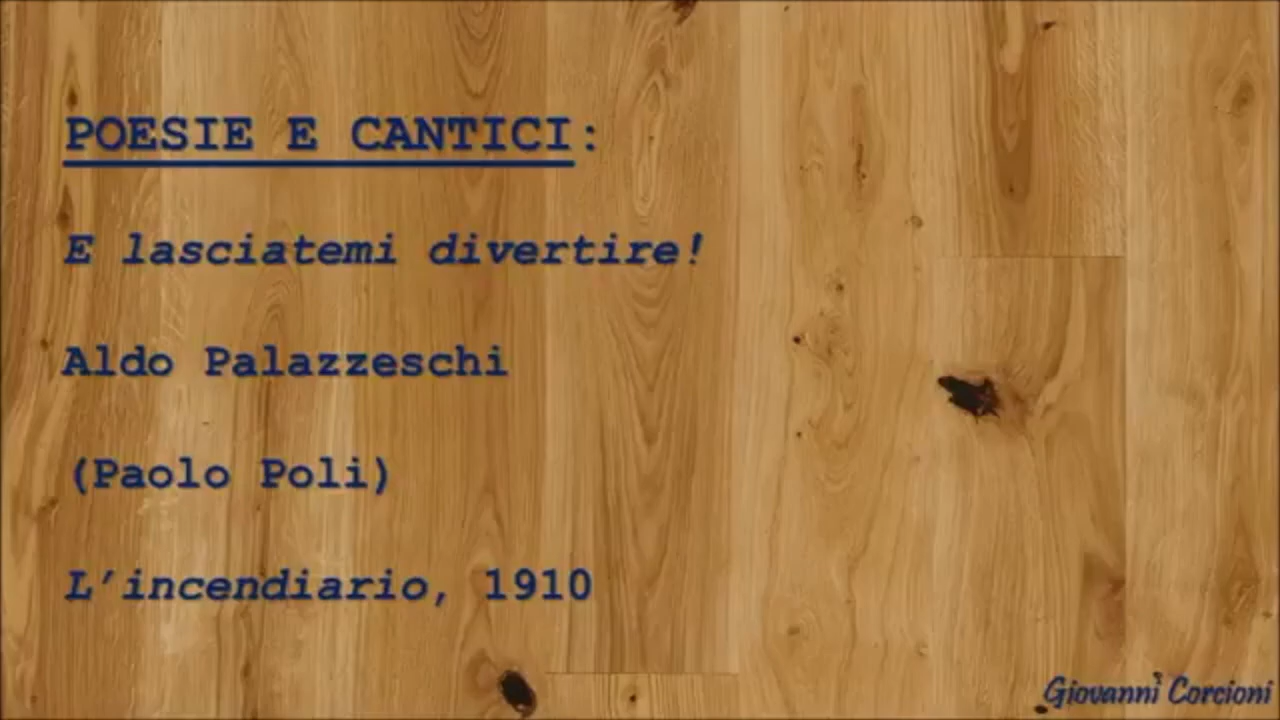 POESIE E CANTICI:
E lasciatemi divertire!
Aldo Palazzeschi
(Paolo Poli)
L'incendiario, 1910
Giovanni Corcioni